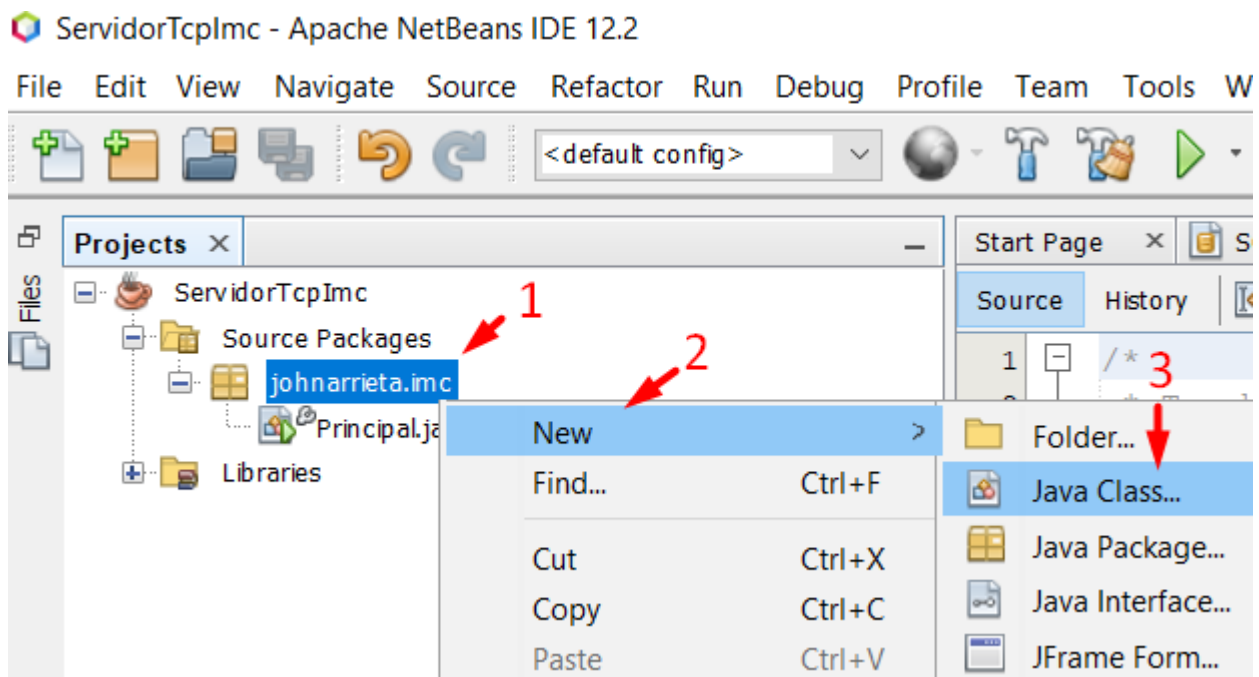 ServidorTcpImc - Apache NetBeans IDE 12.2
File Edit View Navigate Source Refactor Run Debug Profile Team Tools W
<default config>
Projects
Start Page
S
Files
ServidorTcpImc
1
Source History
Source Packages
2
1 /*
3
johnarrieta.imc
Principal.ja
New >
Folder...
Libraries
Find... Ctrl+F
Java Class...
Cut Ctrl+X
Java Package...
Copy Ctrl+C
Java Interface...
Paste Ctrl+V
JFrame Form...